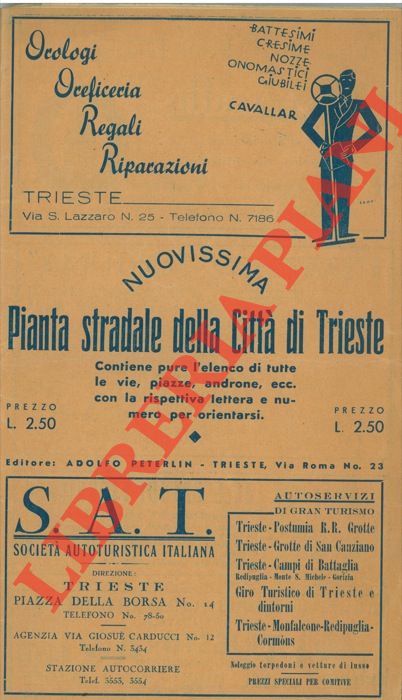 BATTESIMI
CRESIME
NOZZE
ONOMASTICI
GIUBILEI
CAVALLAR
Orologi
Oreficeria
Regali
Riparazioni
TRIESTE
Via S. Lazzaro N. 25 - Telefono N. 7186
NUOVISSIMA
Pianta stradale della Città di Trieste
Contiene pure l'elenco di tutte
le vie, piazze, androne, ecc.
con la rispettiva lettera e nu-
mero per orientarsi.
PREZZO
L. 2.50
PREZZO
L. 2.50
Editore: ADOLFO PETERLIN - TRIESTE, Via Roma No. 23
S. A. T.
SOCIETÀ AUTOTURISTICA ITALIANA
DIREZIONE:
TRIESTE
PIAZZA DELLA BORSA No. 14
TELEFONO No. 78-50
AGENZIA VIA GIOSUÈ CARDUCCI No. 12
Telefono N. 5454
STAZIONE AUTOCORRIERE
Telef. 5553, 5554
AUTOSERVIZI
DI GRAN TURISMO
Trieste-Postumia R.R. Grotte
Trieste-Grotte di San Canziano
Trieste-Campi di Battaglia
Redipuglia - Monte S. Michele - Gorizia
Giro Turistico di Trieste e
dintorni
Trieste-Monfalcone-Redipuglia-
Cormòns
Noleggio torpedoni e vetture di lusso
PREZZI SPECIALI PER COMITIVE
LIBRERIA PIANI